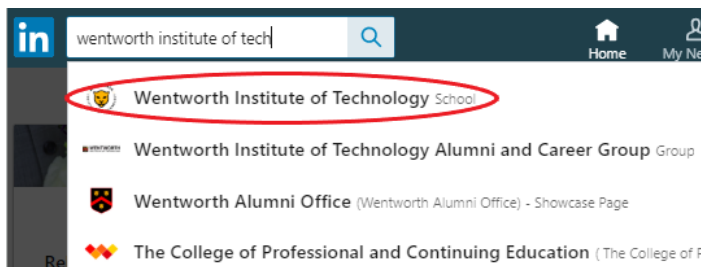 in wentworth institute of tech
Home My Ne
Wentworth Institute of Technology School
WENTWORTH Wentworth Institute of Technology Alumni and Career Group Group
Wentworth Alumni Office (Wentworth Alumni Office) - Showcase Page
Re The College of Professional and Continuing Education ( The College of P